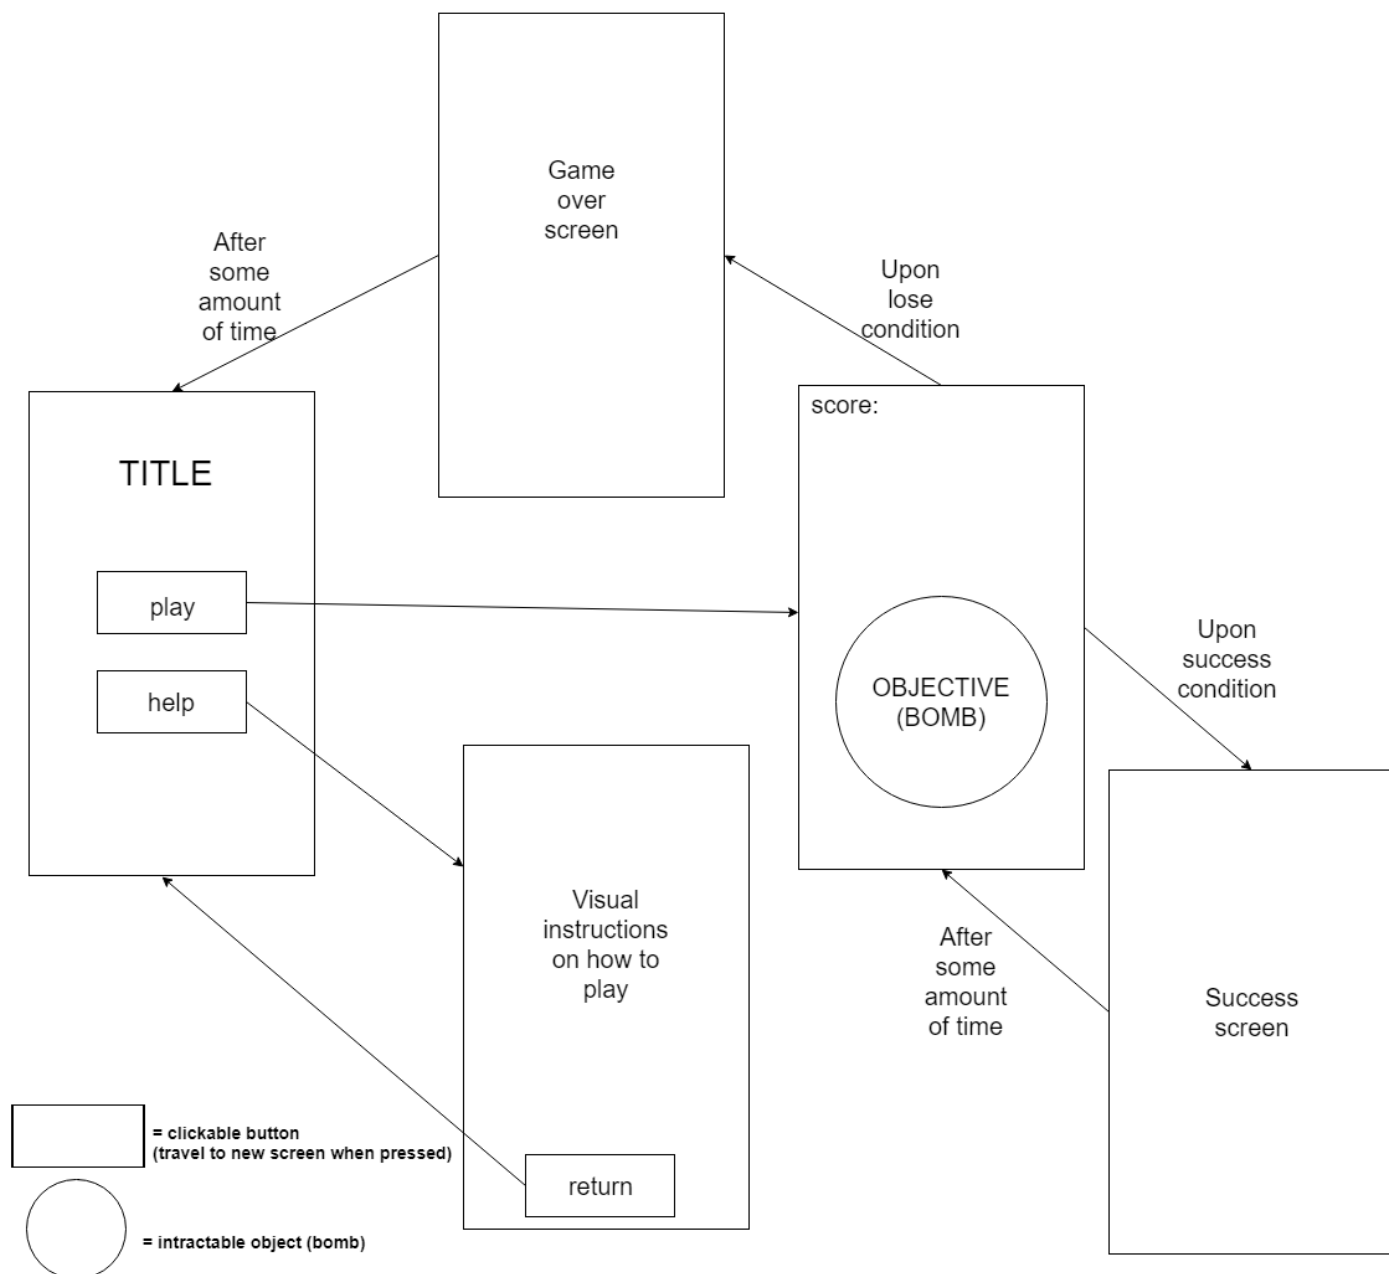 Game
over
screen
After
some
amount
of time
Upon
lose
condition
score:
TITLE
play
help
OBJECTIVE
(BOMB)
Upon
success
condition
Visual
instructions
on how to
play
return
After
some
amount
of time
Success
screen
= clickable button
(travel to new screen when pressed)
= intractable object (bomb)